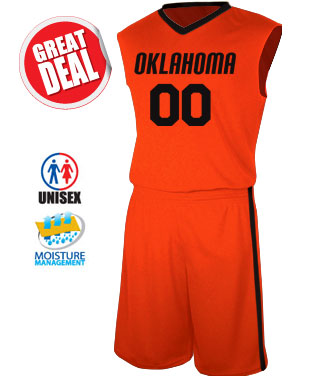 GREAT
DEAL
OKLAHOMA
00
UNISEX
MOISTURE
MANAGEMENT